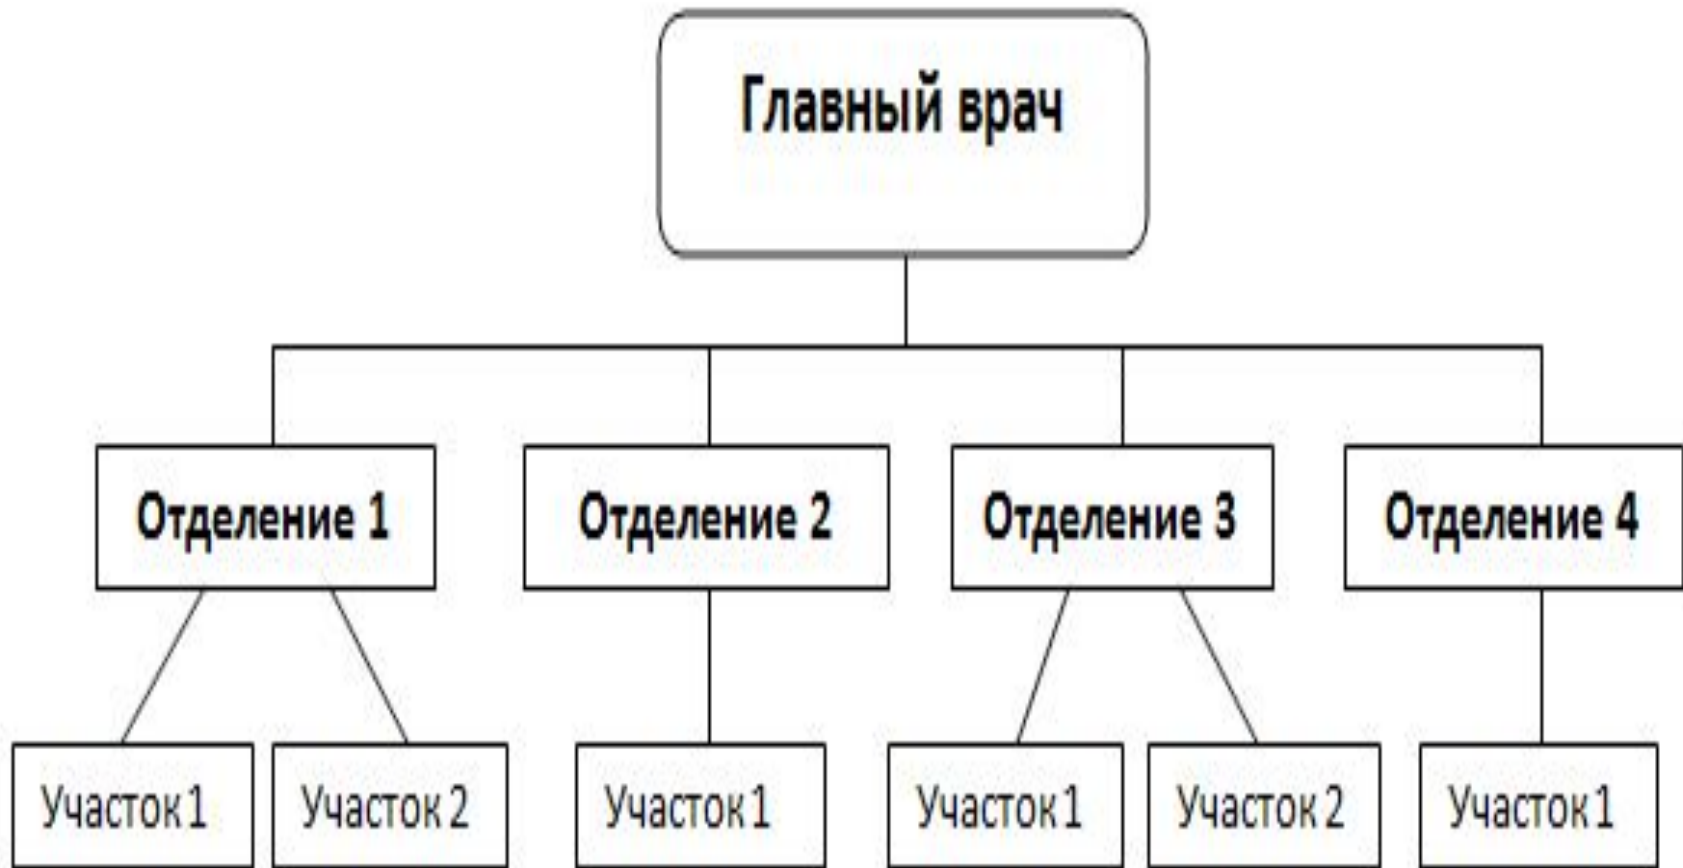 Главный врач
Отделение 1
Отделение 2
Отделение 3
Отделение 4
Участок 1
Участок 2
Участок 1
Участок 1
Участок 2
Участок 1